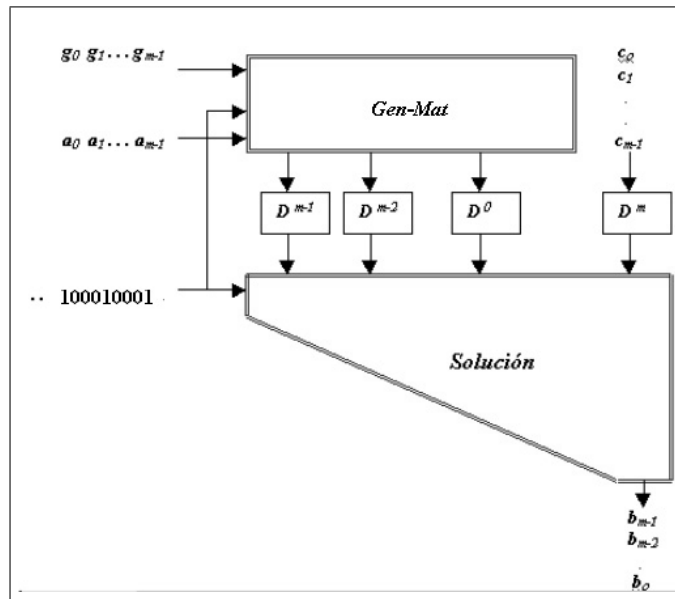 g0 g1... gm-1
c0
c1
.
.
Gen-Mat
a0 a1... am-1
cm-1
D m-1
D m-2
D 0
D m
.. 100010001
Solución
bm-1
bm-2
.
b0